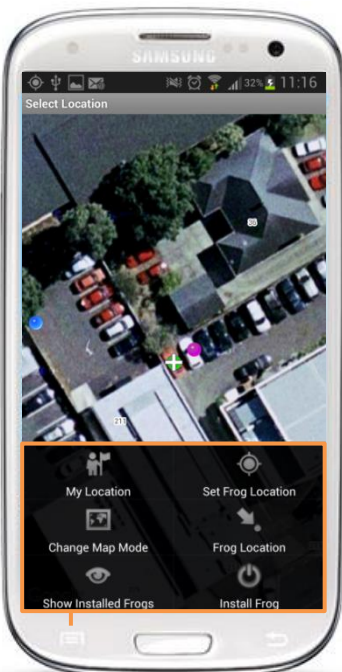 SAMSUNG
32% 11:16
Select Location
36
211
My Location Set Frog Location
Change Map Mode Frog Location
Show Installed Frogs Install Frog